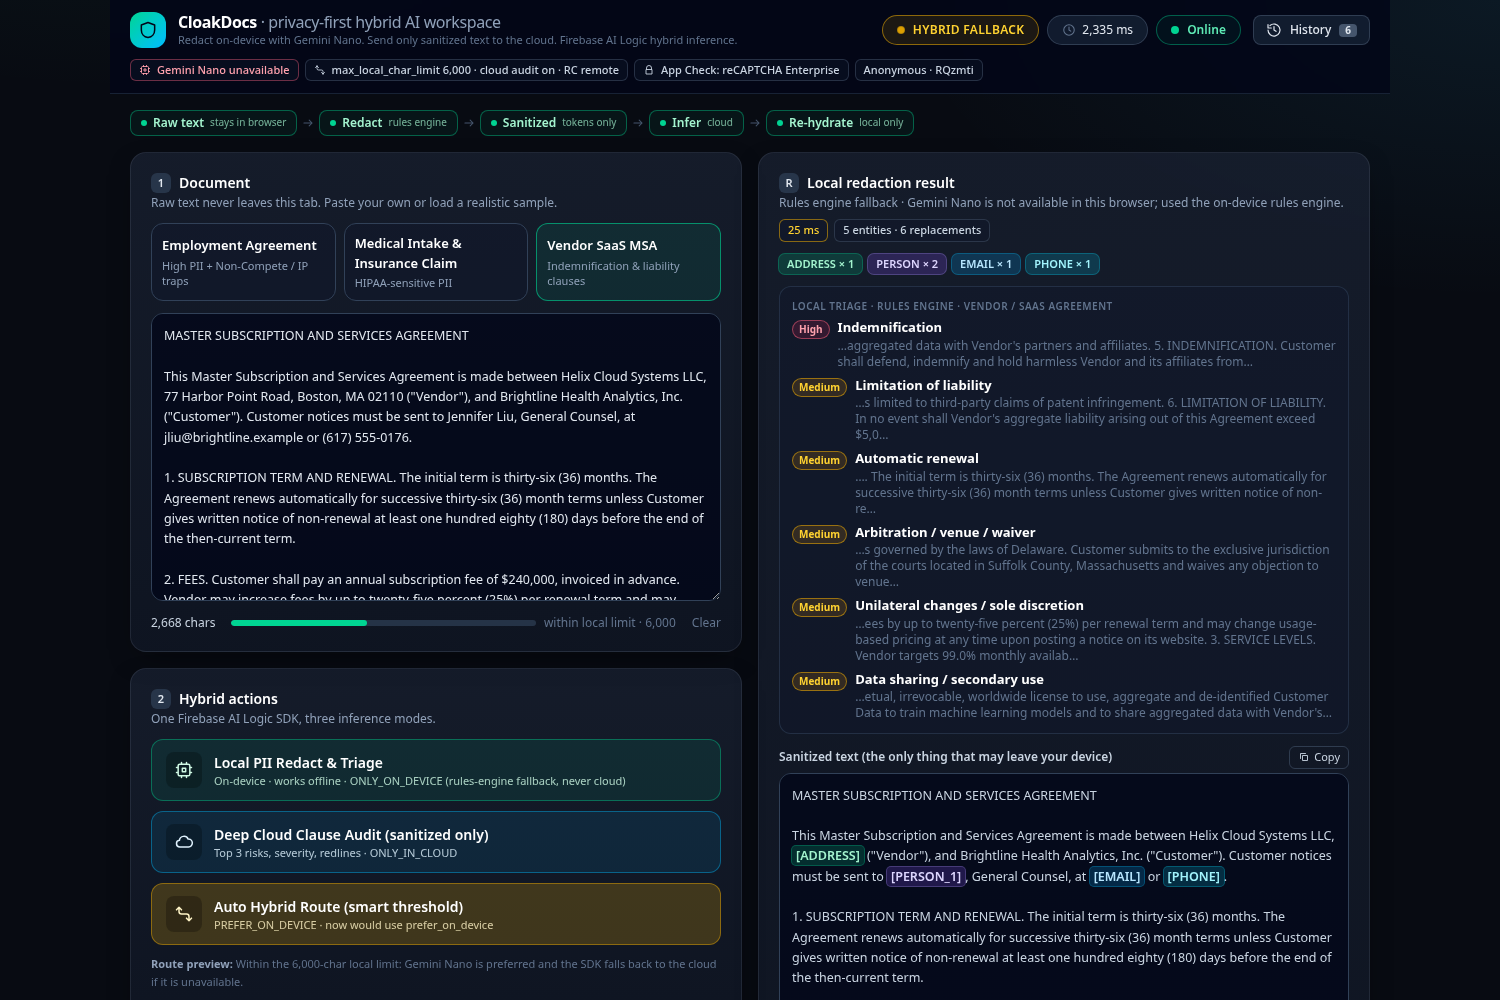 CloakDocs · privacy-first hybrid AI workspace
Redact on-device with Gemini Nano. Send only sanitized text to the cloud. Firebase AI Logic hybrid inference.
HYBRID FALLBACK
2,335 ms
Online
History 6
Gemini Nano unavailable
max_local_char_limit 6,000 · cloud audit on · RC remote
App Check: reCAPTCHA Enterprise
Anonymous · RQzmti
Raw text stays in browser → Redact rules engine → Sanitized tokens only → Infer cloud → Re-hydrate local only
1 Document
Raw text never leaves this tab. Paste your own or load a realistic sample.
Employment Agreement
High PII + Non-Compete / IP
traps
Medical Intake &
Insurance Claim
HIPAA-sensitive PII
Vendor SaaS MSA
Indemnification & liability
clauses
MASTER SUBSCRIPTION AND SERVICES AGREEMENT
This Master Subscription and Services Agreement is made between Helix Cloud Systems LLC,
77 Harbor Point Road, Boston, MA 02110 ("Vendor"), and Brightline Health Analytics, Inc.
("Customer"). Customer notices must be sent to Jennifer Liu, General Counsel, at
jliu@brightline.example or (617) 555-0176.
1. SUBSCRIPTION TERM AND RENEWAL. The initial term is thirty-six (36) months. The
Agreement renews automatically for successive thirty-six (36) month terms unless Customer
gives written notice of non-renewal at least one hundred eighty (180) days before the end of
the then-current term.
2. FEES. Customer shall pay an annual subscription fee of $240,000, invoiced in advance.
Vendor may increase fees by up to twenty-five percent (25%) per renewal term and may
2,668 chars
within local limit · 6,000
Clear
2 Hybrid actions
One Firebase AI Logic SDK, three inference modes.
Local PII Redact & Triage
On-device · works offline · ONLY_ON_DEVICE (rules-engine fallback, never cloud)
Deep Cloud Clause Audit (sanitized only)
Top 3 risks, severity, redlines · ONLY_IN_CLOUD
Auto Hybrid Route (smart threshold)
PREFER_ON_DEVICE · now would use prefer_on_device
Route preview: Within the 6,000-char local limit: Gemini Nano is preferred and the SDK falls back to the cloud
if it is unavailable.
R Local redaction result
Rules engine fallback · Gemini Nano is not available in this browser; used the on-device rules engine.
25 ms
5 entities · 6 replacements
ADDRESS × 1
PERSON × 2
EMAIL × 1
PHONE × 1
LOCAL TRIAGE · RULES ENGINE · VENDOR / SAAS AGREEMENT
High Indemnification
…aggregated data with Vendor's partners and affiliates. 5. INDEMNIFICATION. Customer
shall defend, indemnify and hold harmless Vendor and its affiliates from…
Medium Limitation of liability
…s limited to third-party claims of patent infringement. 6. LIMITATION OF LIABILITY.
In no event shall Vendor's aggregate liability arising out of this Agreement exceed
$5,0…
Medium Automatic renewal
…. The initial term is thirty-six (36) months. The Agreement renews automatically for
successive thirty-six (36) month terms unless Customer gives written notice of non-
re…
Medium Arbitration / venue / waiver
…s governed by the laws of Delaware. Customer submits to the exclusive jurisdiction
of the courts located in Suffolk County, Massachusetts and waives any objection to
venue…
Medium Unilateral changes / sole discretion
…ees by up to twenty-five percent (25%) per renewal term and may change usage-
based pricing at any time upon posting a notice on its website. 3. SERVICE LEVELS.
Vendor targets 99.0% monthly availab…
Medium Data sharing / secondary use
…etual, irrevocable, worldwide license to use, aggregate and de-identified Customer
Data to train machine learning models and to share aggregated data with Vendor's…
Sanitized text (the only thing that may leave your device)
Copy
MASTER SUBSCRIPTION AND SERVICES AGREEMENT
This Master Subscription and Services Agreement is made between Helix Cloud Systems LLC,
[ADDRESS] ("Vendor"), and Brightline Health Analytics, Inc. ("Customer"). Customer notices
must be sent to [PERSON_1], General Counsel, at [EMAIL] or [PHONE].
1. SUBSCRIPTION TERM AND RENEWAL. The initial term is thirty-six (36) months. The
Agreement renews automatically for successive thirty-six (36) month terms unless Customer
gives written notice of non-renewal at least one hundred eighty (180) days before the end of
the then-current term.